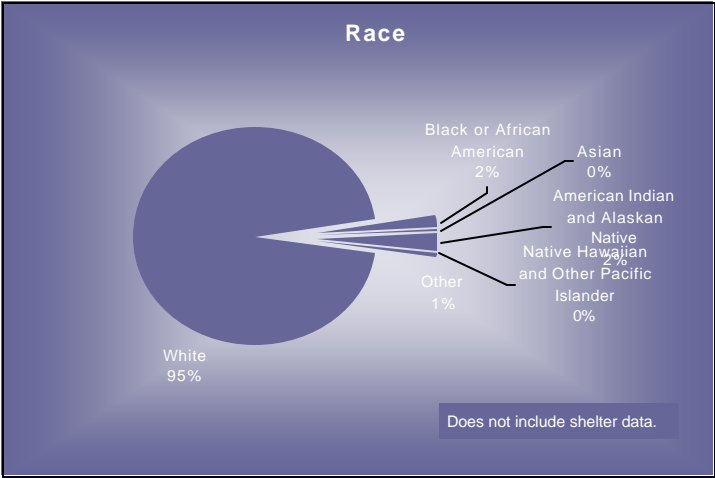 Race
Black or African
American
2%
Asian
0%
American Indian
and Alaskan
Native
2%
Native Hawaiian
and Other Pacific
Islander
0%
Other
1%
White
95%
Does not include shelter data.